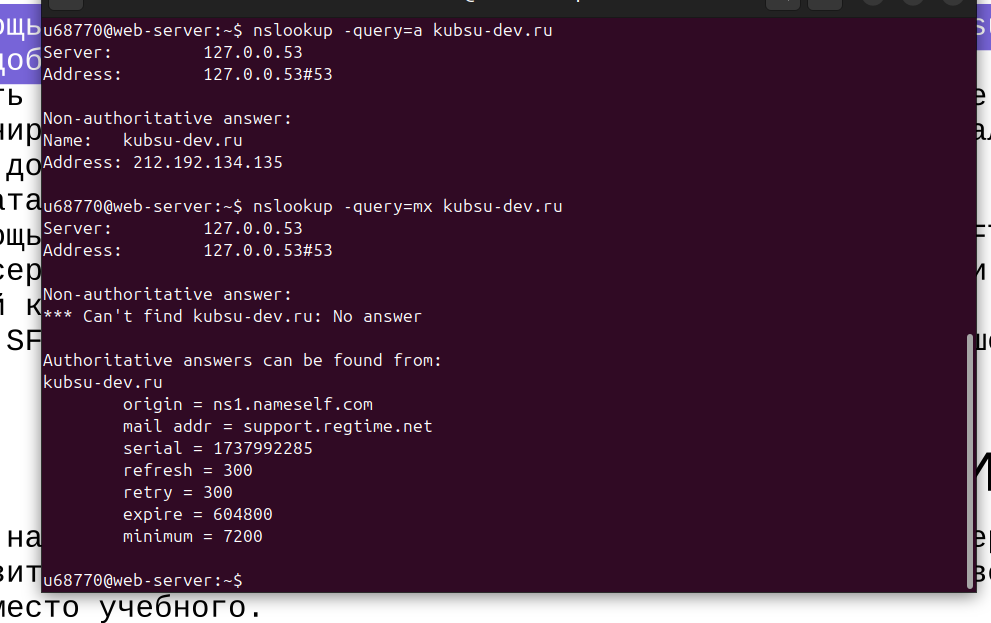 u68770@web-server:~$ nslookup -query=a kubsu-dev.ru
Server: 127.0.0.53
Address: 127.0.0.53#53
Non-authoritative answer:
Name: kubsu-dev.ru
Address: 212.192.134.135
u68770@web-server:~$ nslookup -query=mx kubsu-dev.ru
Server: 127.0.0.53
Address: 127.0.0.53#53
Non-authoritative answer:
*** Can't find kubsu-dev.ru: No answer
Authoritative answers can be found from:
kubsu-dev.ru
origin = ns1.nameself.com
mail addr = support.regtime.net
serial = 1737992285
refresh = 300
retry = 300
expire = 604800
minimum = 7200
u68770@web-server:~$
на
место учебного.